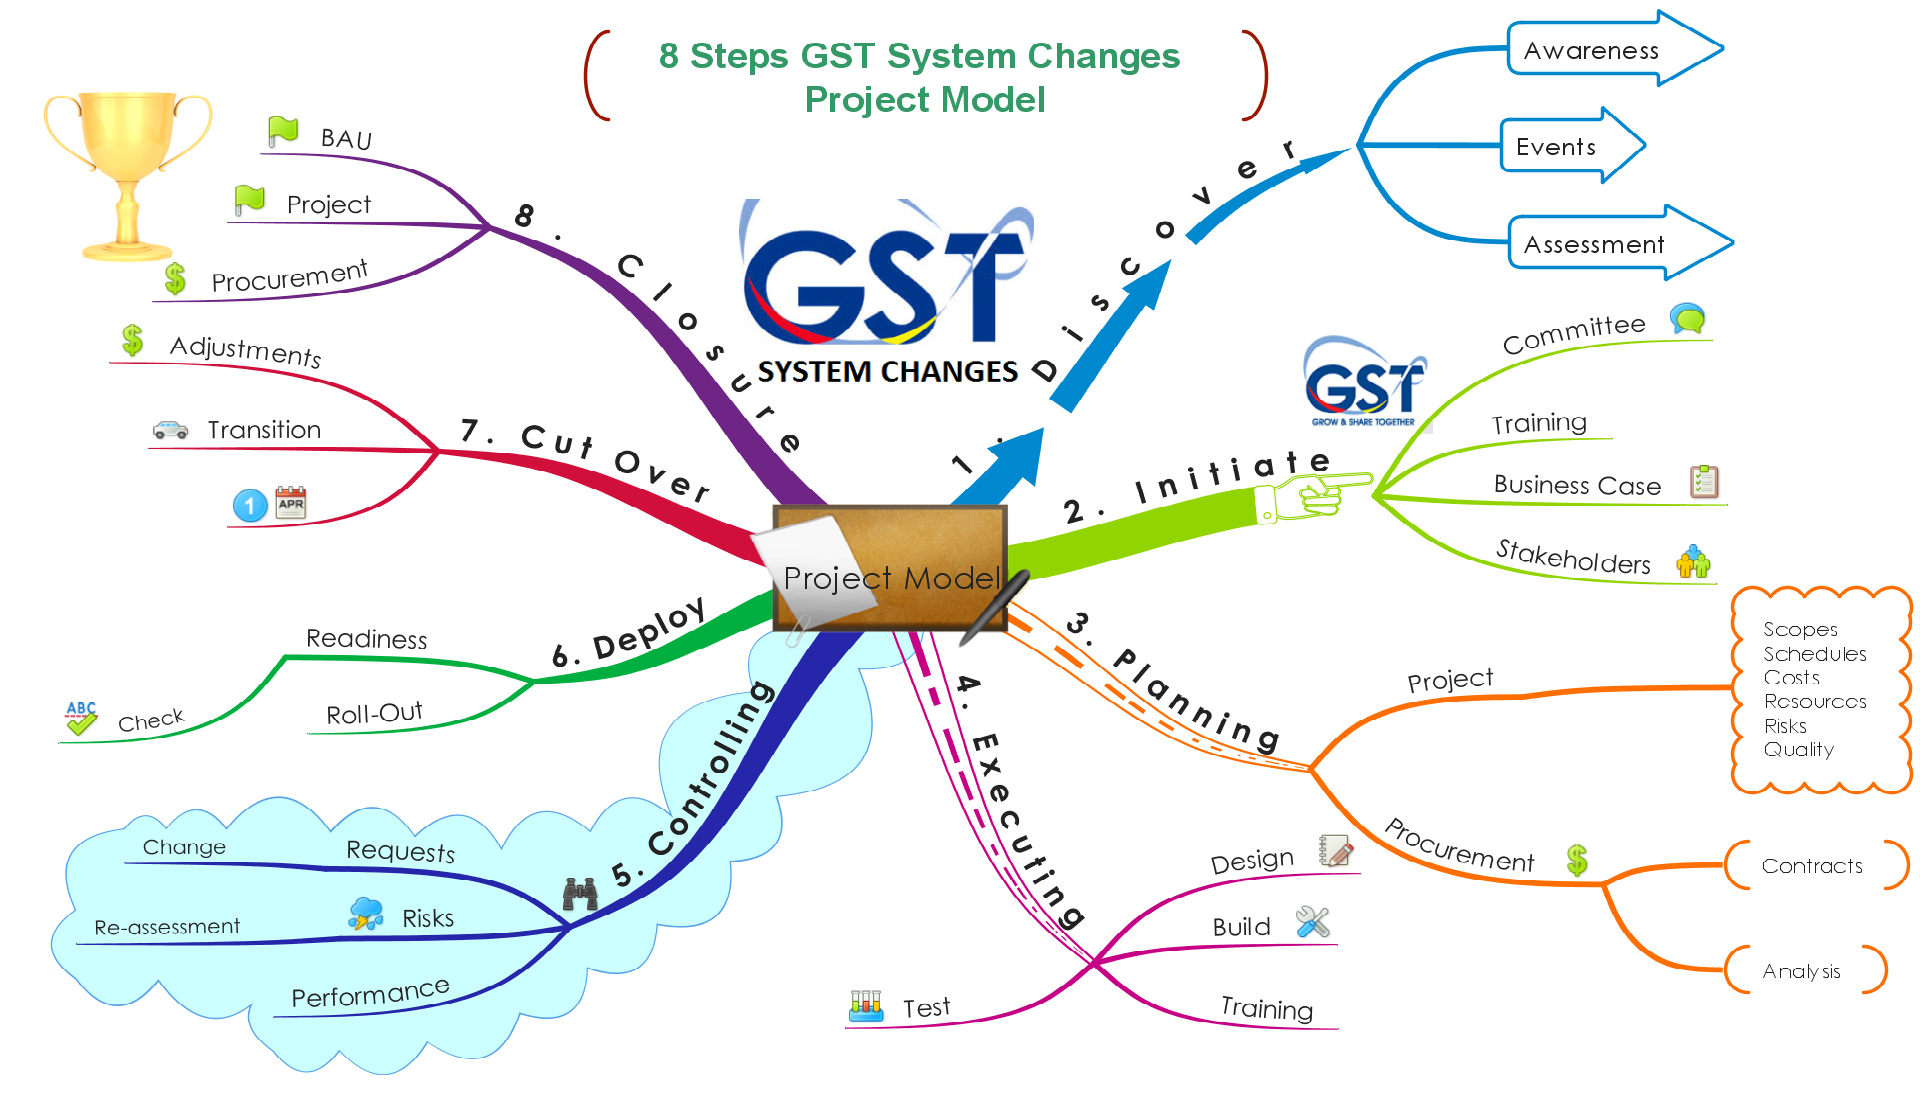 8 Steps GST System Changes
Project Model
GST
SYSTEM CHANGES
Project Model
1. Discover
Awareness
Events
Assessment
2. Initiate
GST
GROW & SHARE TOGETHER
Committee
Training
Business Case
Stakeholders
3. Planning
Project
Scopes
Schedules
Costs
Resources
Risks
Quality
Procurement
$
Contracts
Analysis
4. Executing
Design
Build
Training
Test
5. Controlling
Requests
Change
Risks
Re-assessment
Performance
6. Deploy
Readiness
ABC
Check
Roll-Out
7. Cut Over
$
Adjustments
Transition
1
APR
8. Closure
BAU
Project
$
Procurement